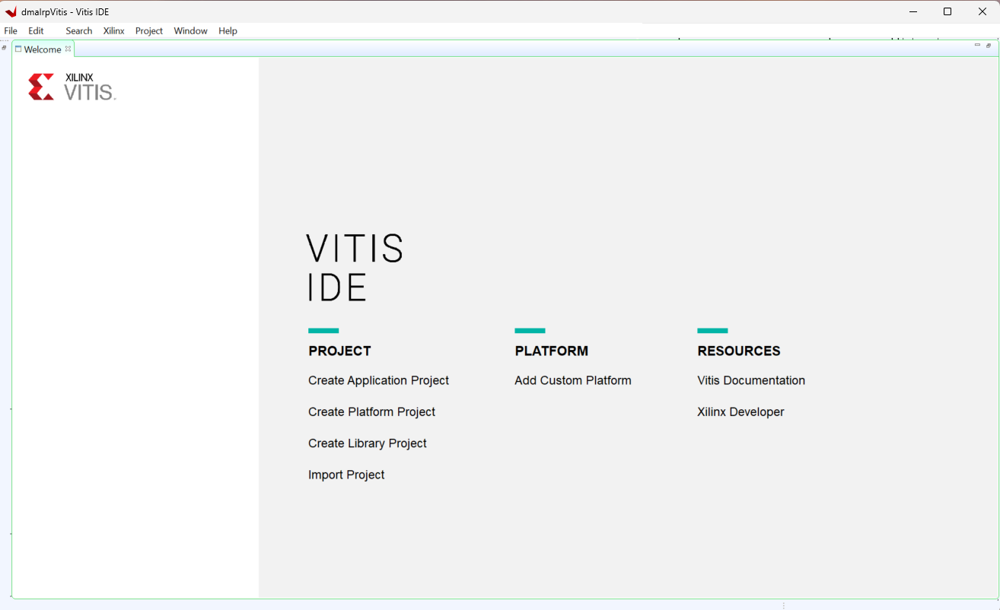 dmaIrpVitis - Vitis IDE
File Edit Search Xilinx Project Window Help
Welcome
XILINX
VITIS
VITIS
IDE
PROJECT PLATFORM RESOURCES
Create Application Project Add Custom Platform Vitis Documentation
Create Platform Project Xilinx Developer
Create Library Project
Import Project